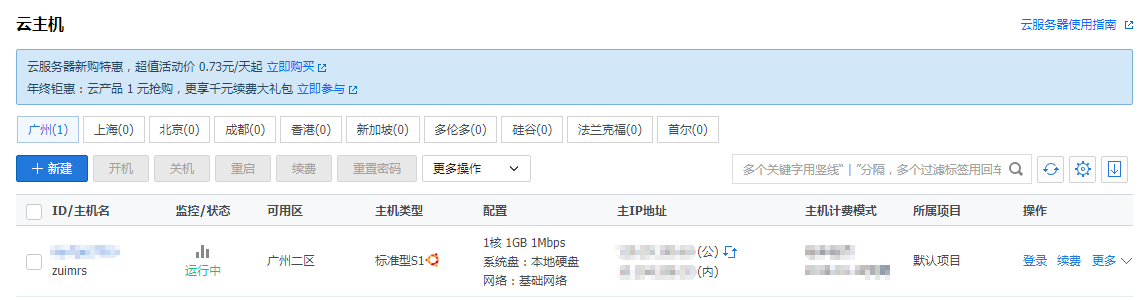 云主机
云服务器使用指南
云服务器新购特惠，超值活动价 0.73元/天起 立即购买
年终钜惠：云产品 1 元抢购，更享千元续费大礼包 立即参与
广州(1) 上海(0) 北京(0) 成都(0) 香港(0) 新加坡(0) 多伦多(0) 硅谷(0) 法兰克福(0) 首尔(0)
+ 新建 开机 关机 重启 续费 重置密码 更多操作 多个关键字用竖线“|”分隔，多个过滤标签用回车
ID/主机名 监控/状态 可用区 主机类型 配置 主IP地址 主机计费模式 所属项目 操作
zuimrs 运行中 广州二区 标准型S1
1核 1GB 1Mbps
系统盘：本地硬盘
网络：基础网络
(公)
(内)
默认项目
登录 续费 更多